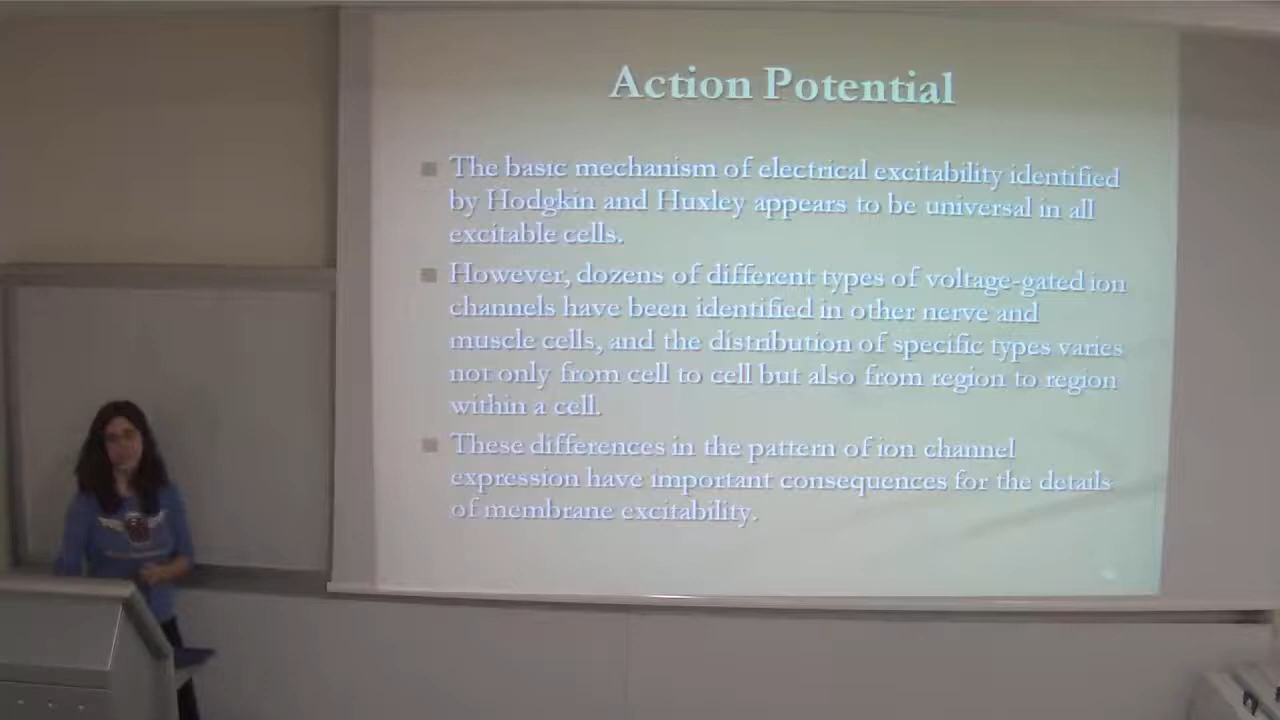 Action Potential
The basic mechanism of electrical excitability identified
by Hodgkin and Huxley appears to be universal in all
excitable cells.
However, dozens of different types of voltage-gated ion
channels have been identified in other nerve and
muscle cells, and the distribution of specific types varies
not only from cell to cell but also from region to region
within a cell.
These differences in the pattern of ion channel
expression have important consequences for the details
of membrane excitability.